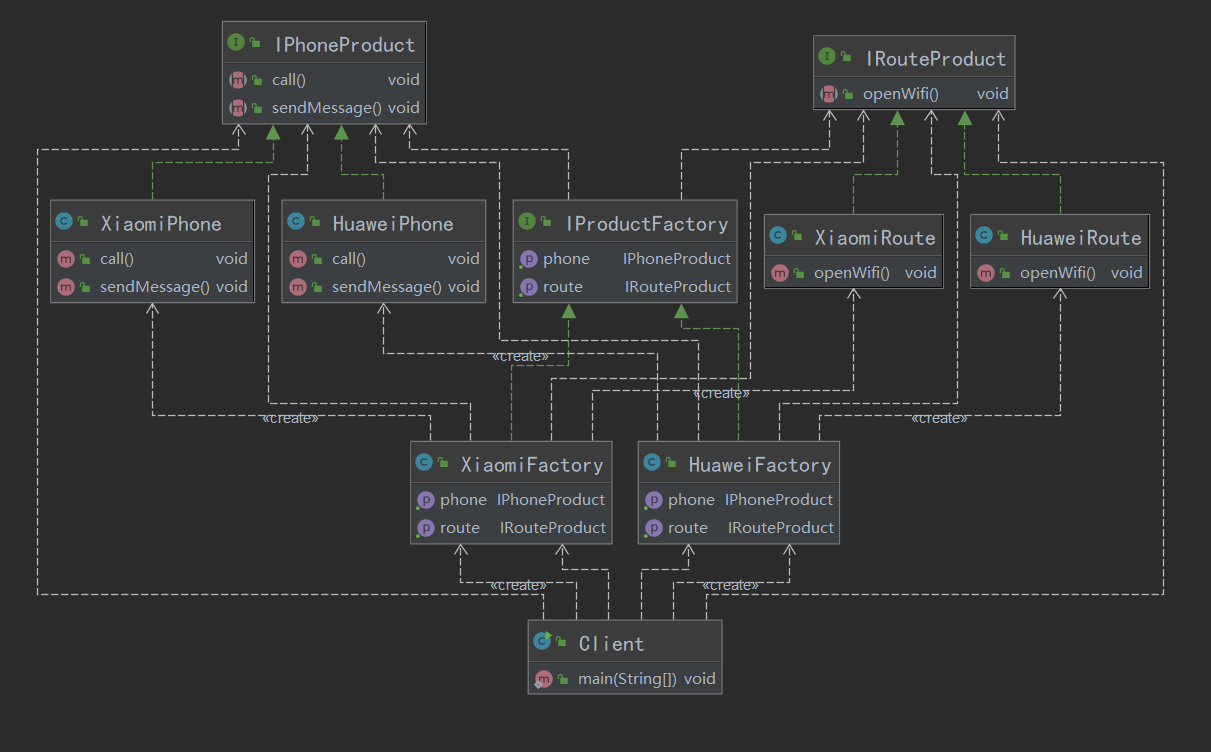 IPhoneProduct
call() void
sendMessage() void
IRouteProduct
openWifi() void
XiaomiPhone
call() void
sendMessage() void
HuaweiPhone
call() void
sendMessage() void
IProductFactory
phone IPhoneProduct
route IRouteProduct
XiaomiRoute
openWifi() void
HuaweiRoute
openWifi() void
«create»
«create»
«create»
«create»
XiaomiFactory
phone IPhoneProduct
route IRouteProduct
HuaweiFactory
phone IPhoneProduct
route IRouteProduct
«create»
«create»
Client
main(String[]) void